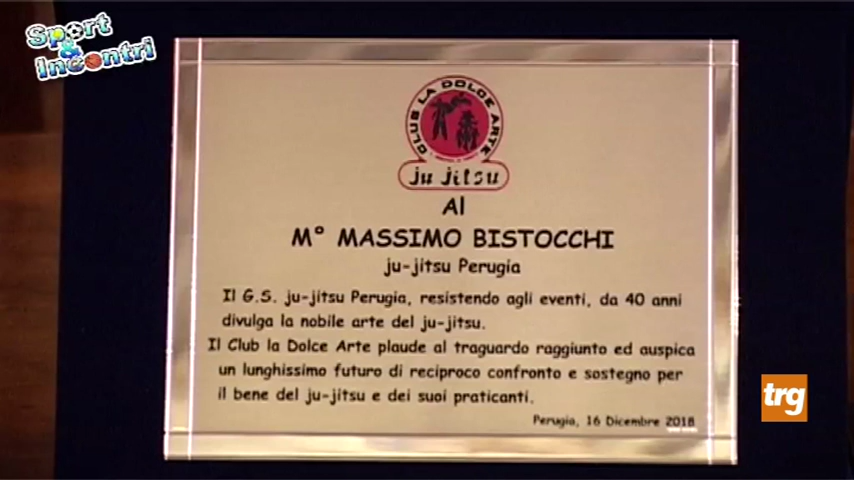 Sport
&
Incontri
CLUB LA DOLCE ARTE
ju jitsu
Al
M° MASSIMO BISTOCCHI
ju-jitsu Perugia
Il G.S. ju-jitsu Perugia, resistendo agli eventi, da 40 anni
divulga la nobile arte del ju-jitsu.
Il Club la Dolce Arte plaude al traguardo raggiunto ed auspica
un lunghissimo futuro di reciproco confronto e sostegno per
il bene del ju-jitsu e dei suoi praticanti.
Perugia, 16 Dicembre 2018
trg